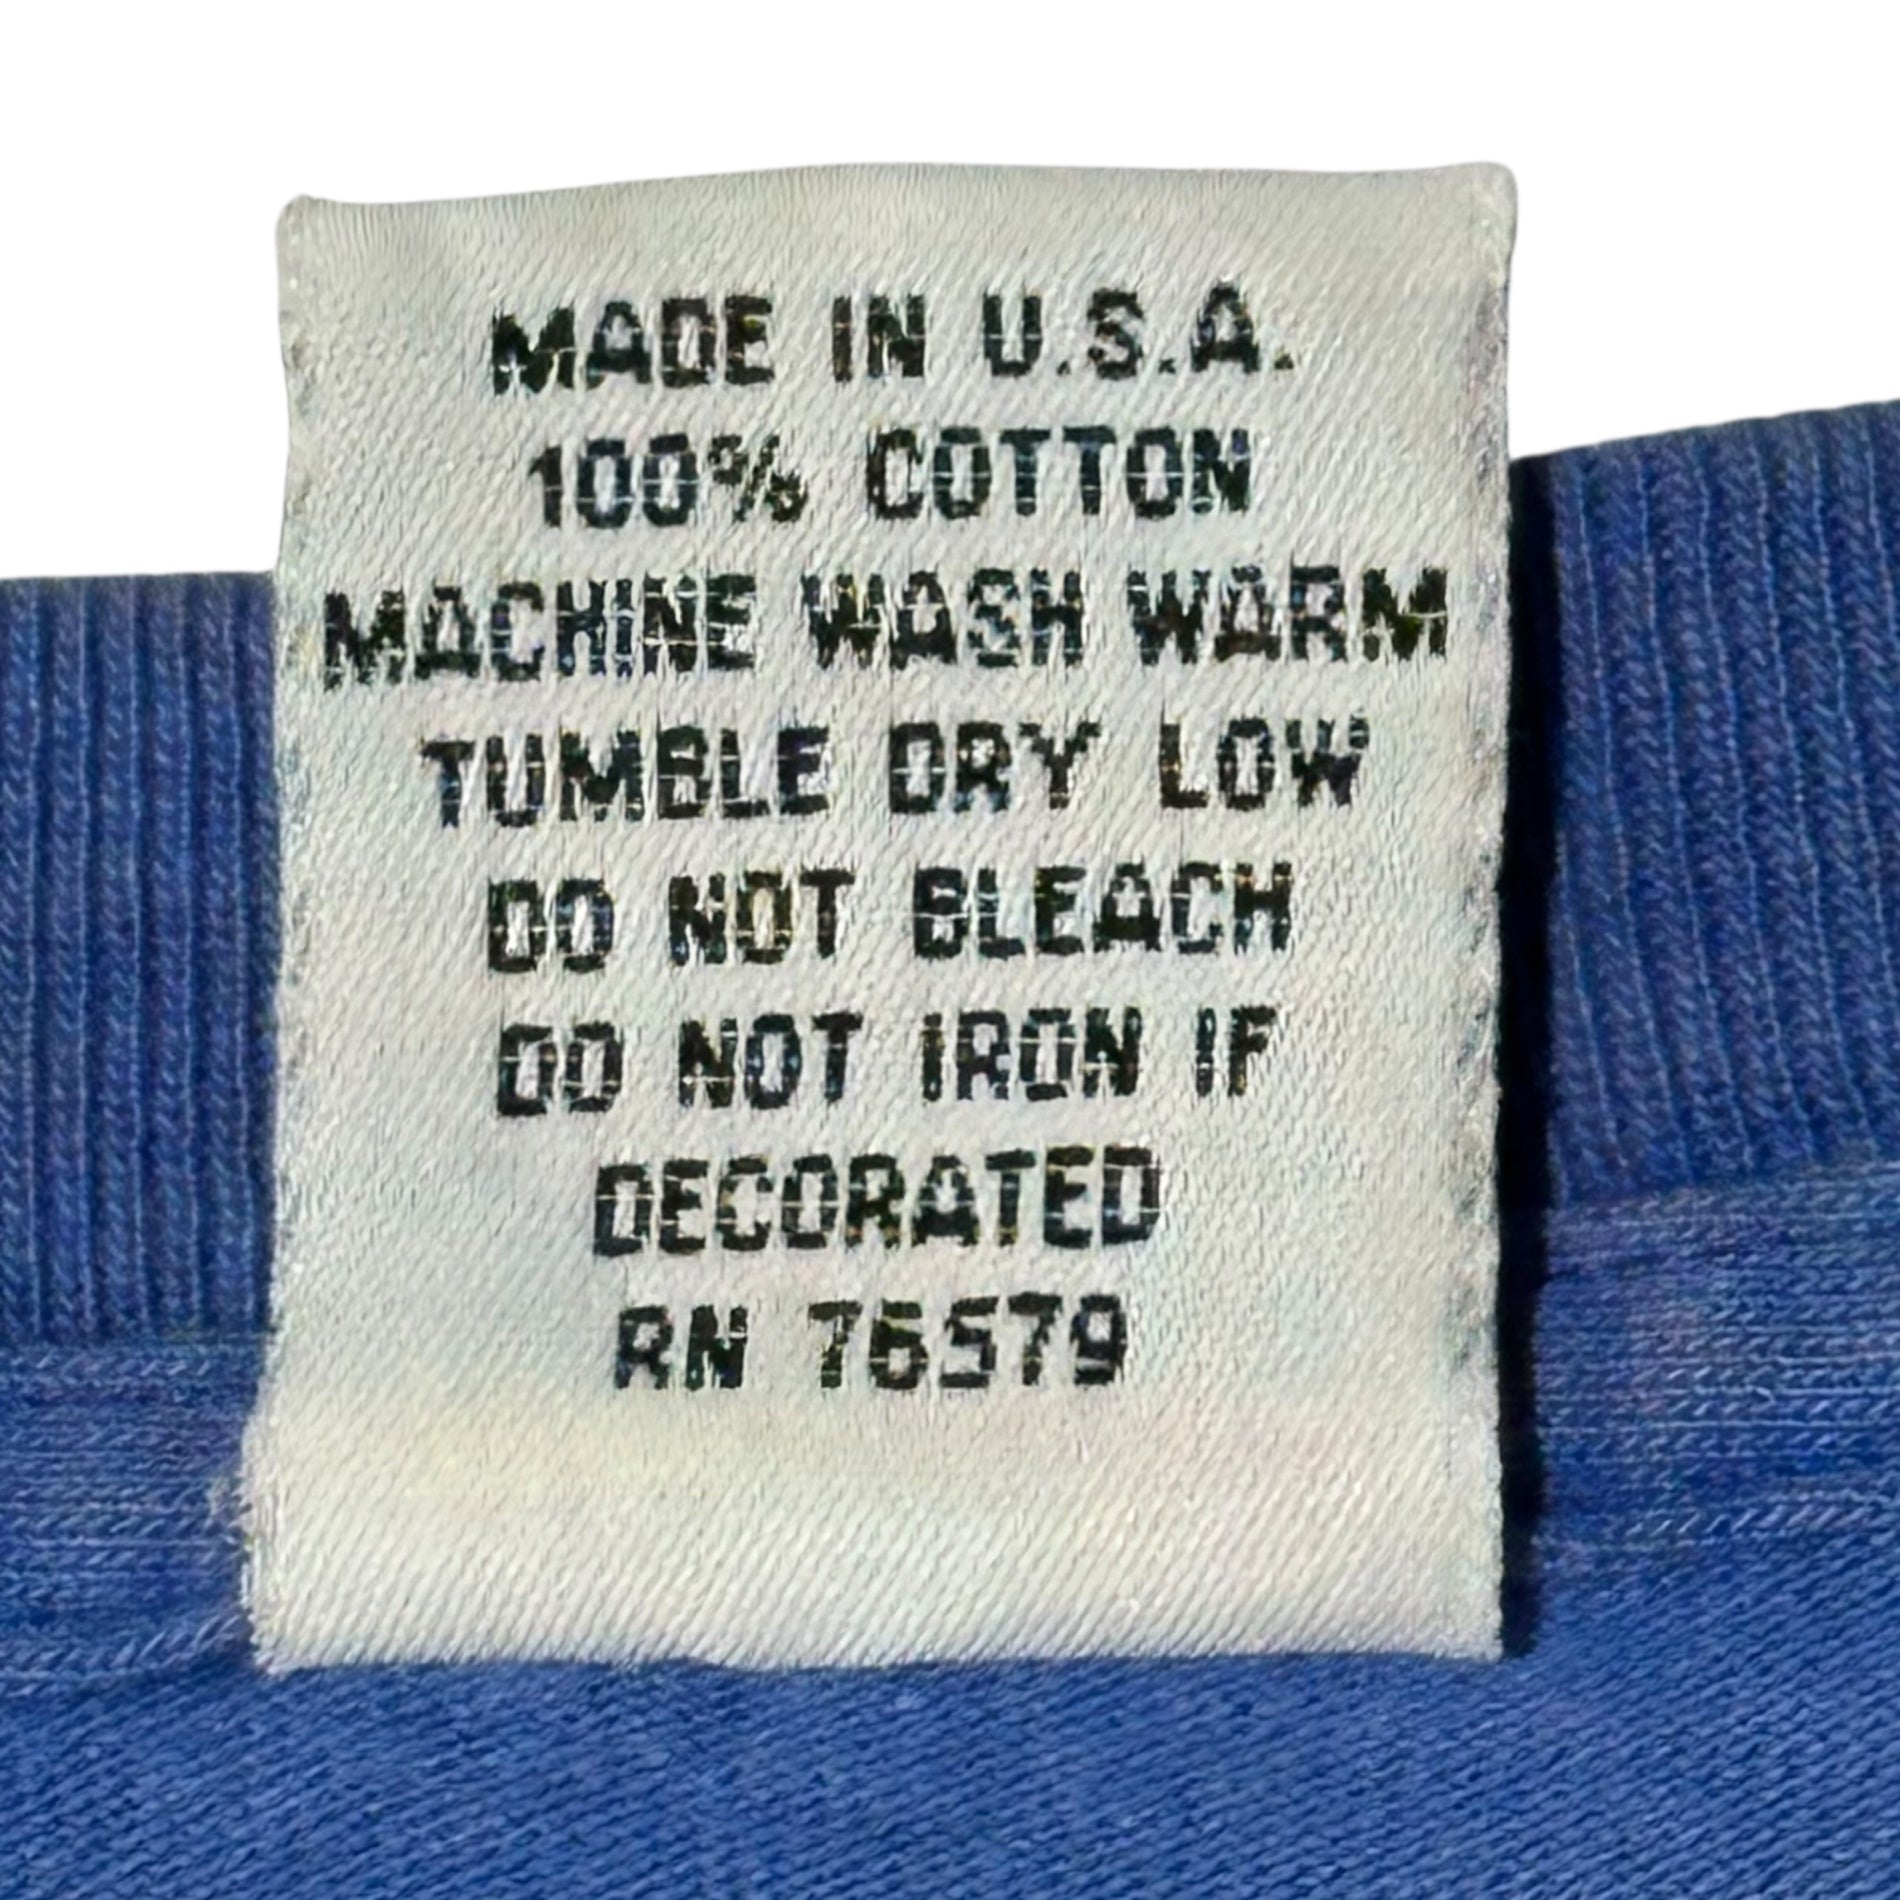 MADE IN U.S.A.
100% COTTON
MACHINE WASH WARM
TUMBLE DRY LOW
DO NOT BLEACH
DO NOT IRON IF
DECORATED
RN 76579